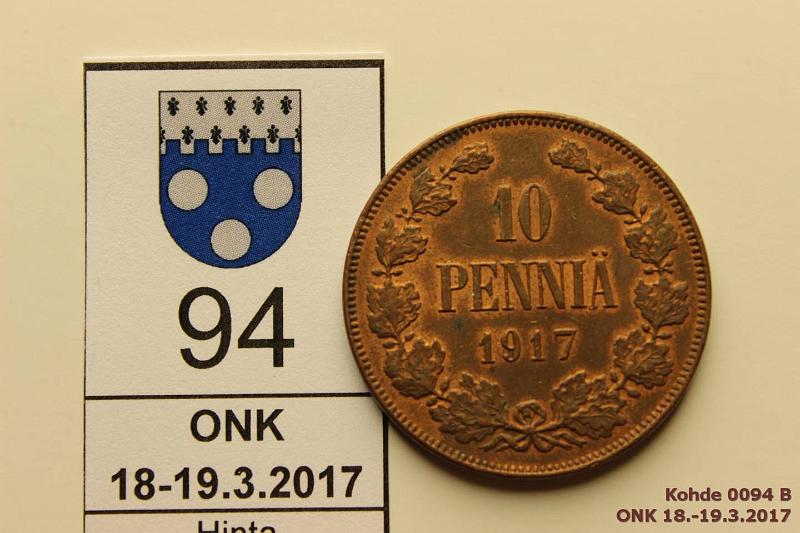 94
ONK
18-19.3.2017
Hinta
10
PENNIÄ
1917
Kohde 0094 B
ONK 18.-19.3.2017